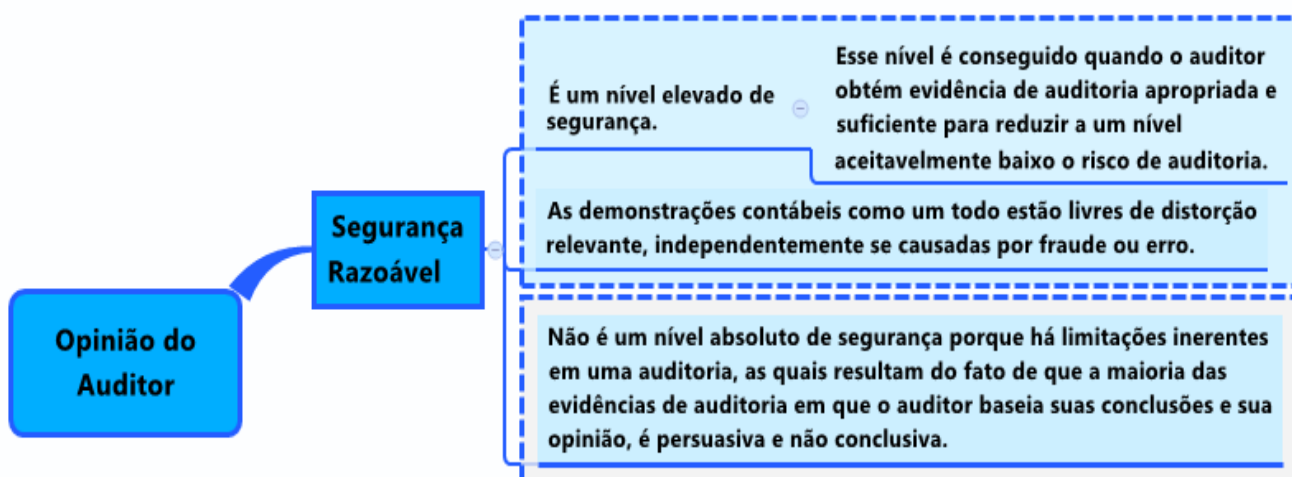 Opinião do
Auditor
Segurança
Razoável
É um nível elevado de
segurança.
Esse nível é conseguido quando o auditor
obtém evidência de auditoria apropriada e
suficiente para reduzir a um nível
aceitavelmente baixo o risco de auditoria.
As demonstrações contábeis como um todo estão livres de distorção
relevante, independentemente se causadas por fraude ou erro.
Não é um nível absoluto de segurança porque há limitações inerentes
em uma auditoria, as quais resultam do fato de que a maioria das
evidências de auditoria em que o auditor baseia suas conclusões e sua
opinião, é persuasiva e não conclusiva.